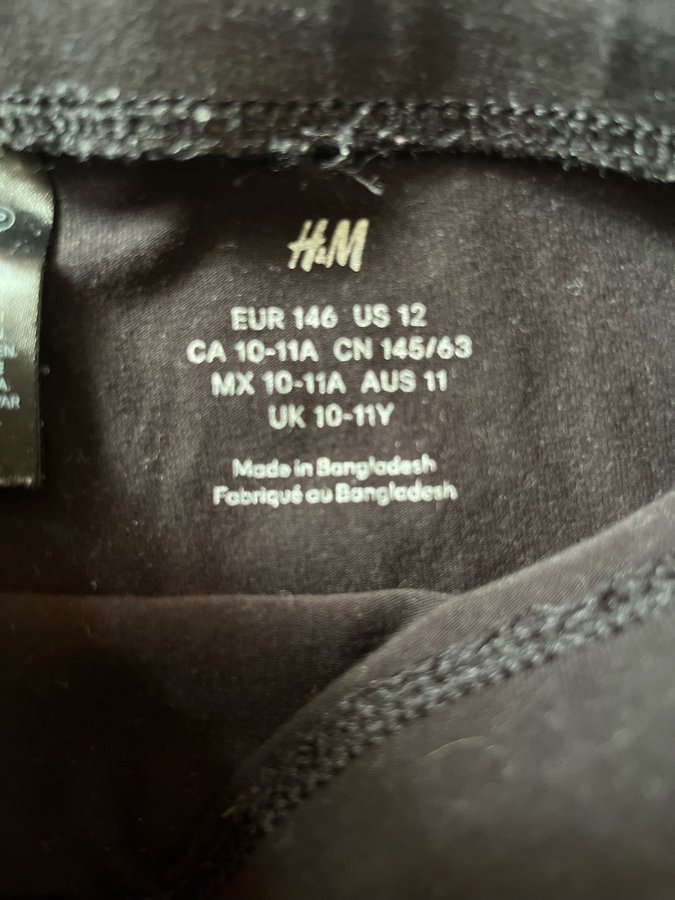 H&M
EUR 146 US 12
CA 10-11A CN 145/63
MX 10-11A AUS 11
UK 10-11Y
Made in Bangladesh
Fabriqué au Bangladesh